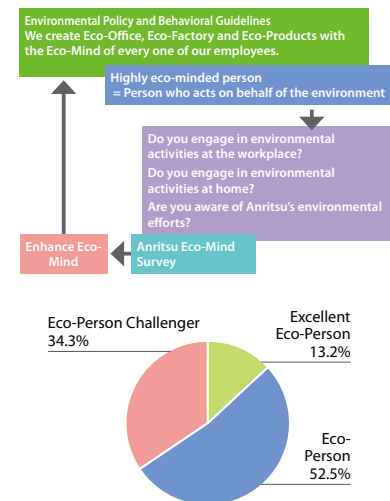 Environmental Policy and Behavioral Guidelines
We create Eco-Office, Eco-Factory and Eco-Products with
the Eco-Mind of every one of our employees.
Highly eco-minded person
= Person who acts on behalf of the environment
Do you engage in environmental
activities at the workplace?
Do you engage in environmental
activities at home?
Are you aware of Anritsu's environmental
efforts?
Enhance Eco-
Mind
Anritsu Eco-Mind
Survey
Eco-Person Challenger
34.3%
Excellent
Eco-Person
13.2%
Eco-
Person
52.5%